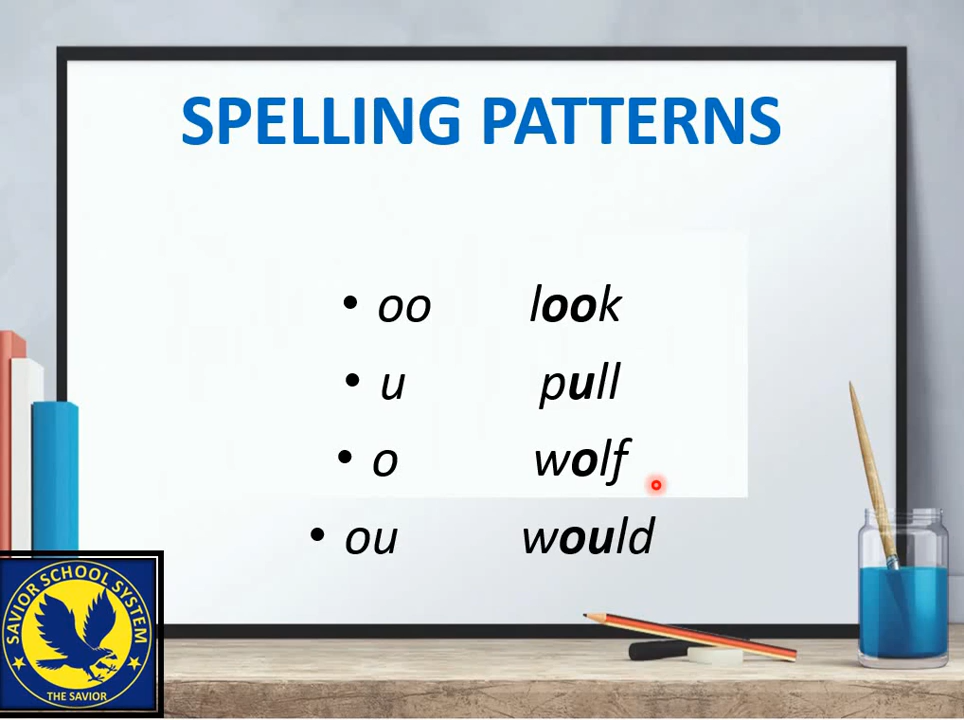 SPELLING PATTERNS
• oo look
• u pull
• o wolf
• ou would
SAVIOR SCHOOL SYSTEM
THE SAVIOR